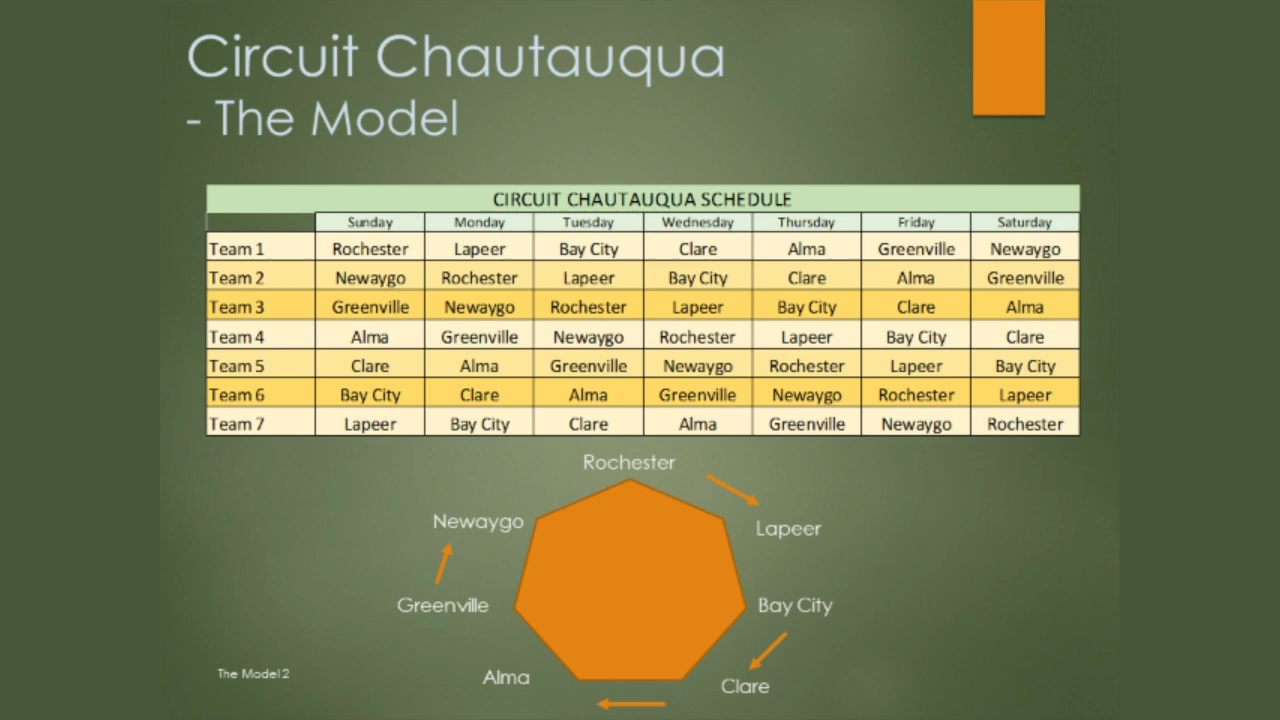 Circuit Chautauqua
- The Model
CIRCUIT CHAUTAUQUA SCHEDULE
Sunday Monday Tuesday Wednesday Thursday Friday Saturday
Team 1 Rochester Lapeer Bay City Clare Alma Greenville Newaygo
Team 2 Newaygo Rochester Lapeer Bay City Clare Alma Greenville
Team 3 Greenville Newaygo Rochester Lapeer Bay City Clare Alma
Team 4 Alma Greenville Newaygo Rochester Lapeer Bay City Clare
Team 5 Clare Alma Greenville Newaygo Rochester Lapeer Bay City
Team 6 Bay City Clare Alma Greenville Newaygo Rochester Lapeer
Team 7 Lapeer Bay City Clare Alma Greenville Newaygo Rochester
Rochester
Newaygo
Lapeer
Greenville
Bay City
Alma
Clare
The Model 2